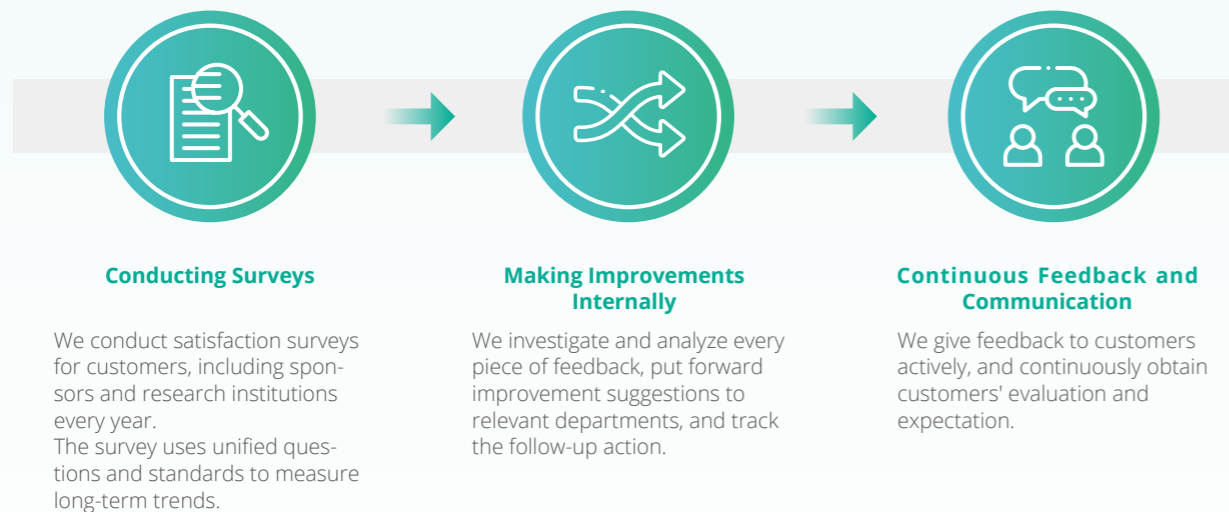 Conducting Surveys
We conduct satisfaction surveys
for customers, including spon-
sors and research institutions
every year.
The survey uses unified ques-
tions and standards to measure
long-term trends.
Making Improvements
Internally
We investigate and analyze every
piece of feedback, put forward
improvement suggestions to
relevant departments, and track
the follow-up action.
Continuous Feedback and
Communication
We give feedback to customers
actively, and continuously obtain
customers' evaluation and
expectation.